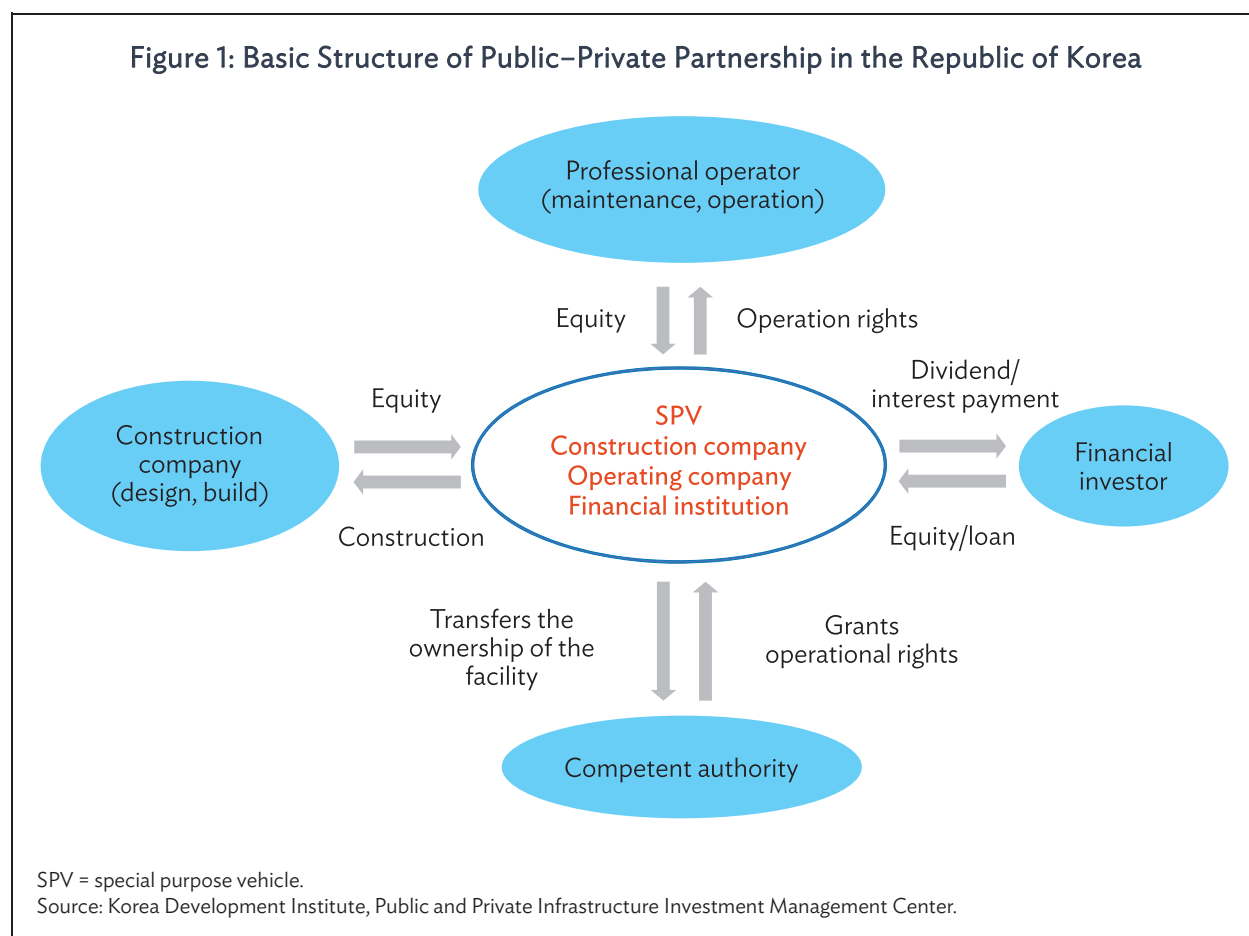 Figure 1: Basic Structure of Public–Private Partnership in the Republic of Korea
Professional operator
(maintenance, operation)
Equity
Operation rights
Dividend/
interest payment
Equity
Construction
company
(design, build)
SPV
Construction company
Operating company
Financial institution
Financial
investor
Construction
Equity/loan
Transfers the
ownership of the
facility
Grants
operational rights
Competent authority
SPV = special purpose vehicle.
Source: Korea Development Institute, Public and Private Infrastructure Investment Management Center.